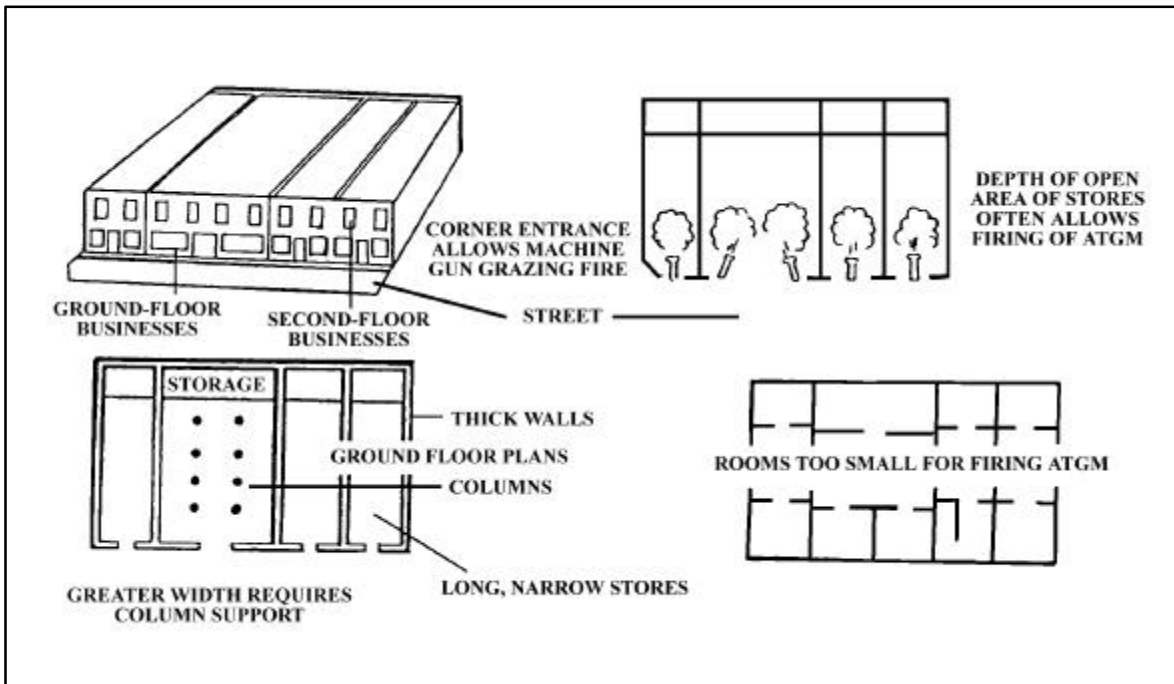 CORNER ENTRANCE
ALLOWS MACHINE
GUN GRAZING FIRE
DEPTH OF OPEN
AREA OF STORES
OFTEN ALLOWS
FIRING OF ATGM
GROUND-FLOOR
BUSINESSES
SECOND-FLOOR
BUSINESSES
STREET
STORAGE
THICK WALLS
GROUND FLOOR PLANS
COLUMNS
LONG, NARROW STORES
GREATER WIDTH REQUIRES
COLUMN SUPPORT
ROOMS TOO SMALL FOR FIRING ATGM